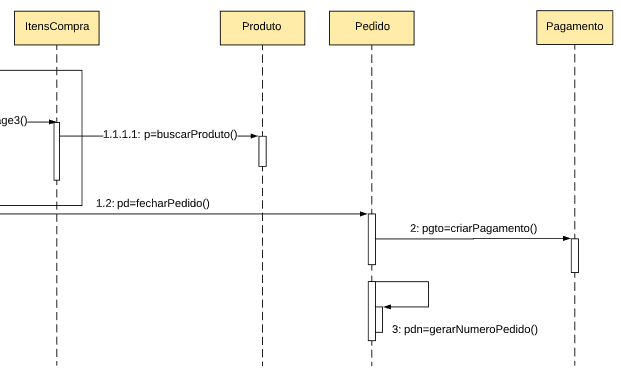 ItensCompra
Produto
Pedido
Pagamento
age3()
1.1.1.1: p=buscarProduto()
1.2: pd=fecharPedido()
2: pgto=criarPagamento()
3: pdn=gerarNumeroPedido()